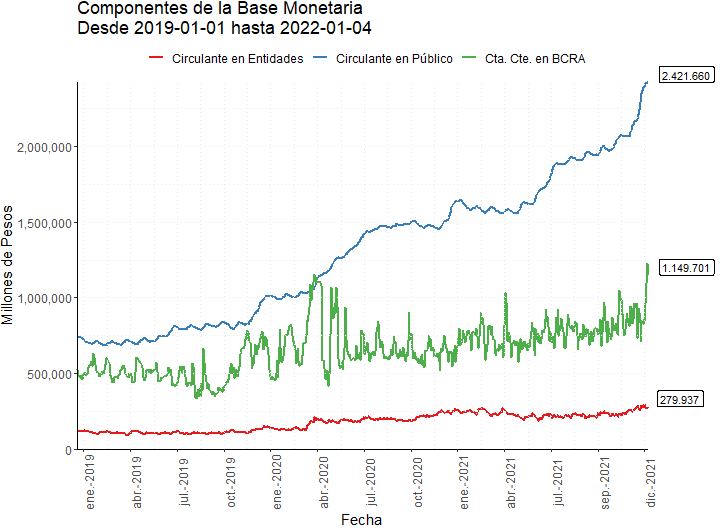 Componentes de la Base Monetaria
Desde 2019-01-01 hasta 2022-01-04
Circulante en Entidades Circulante en Público Cta. Cte. en BCRA
2.421.660
2,000,000
1,500,000
1.149.701
1,000,000
500,000
279.937
0
Millones de Pesos
ene.-2019 abr.-2019 jul.-2019 oct.-2019 ene.-2020 abr.-2020 jul.-2020 oct.-2020 ene.-2021 abr.-2021 jul.-2021 sep.-2021 dic.-2021
Fecha